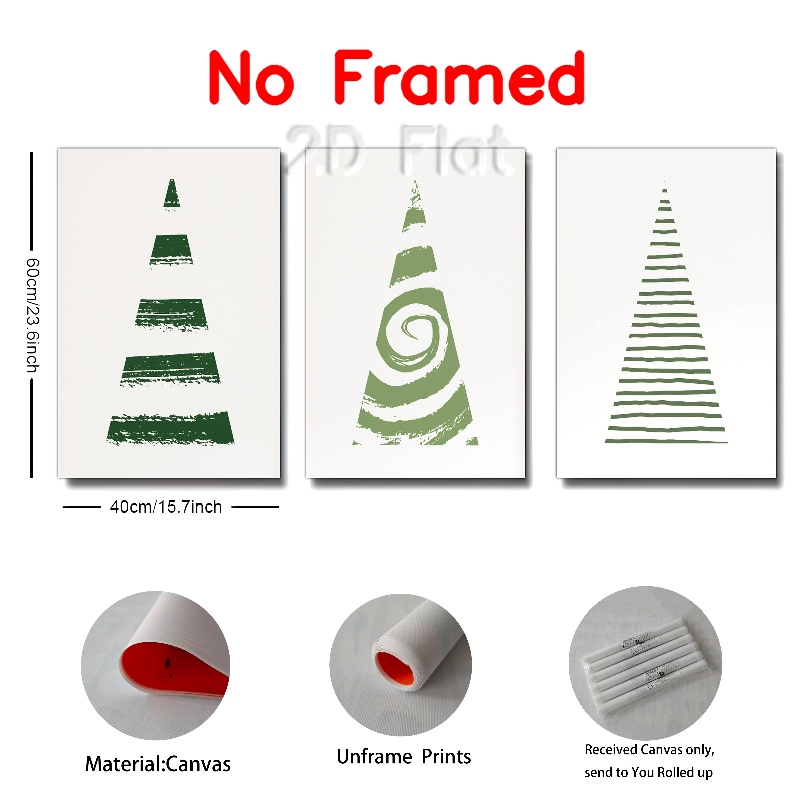 No Framed
2D Flat
60cm/23.6inch
40cm/15.7inch
Material:Canvas
Unframe Prints
Received Canvas only,
send to You Rolled up